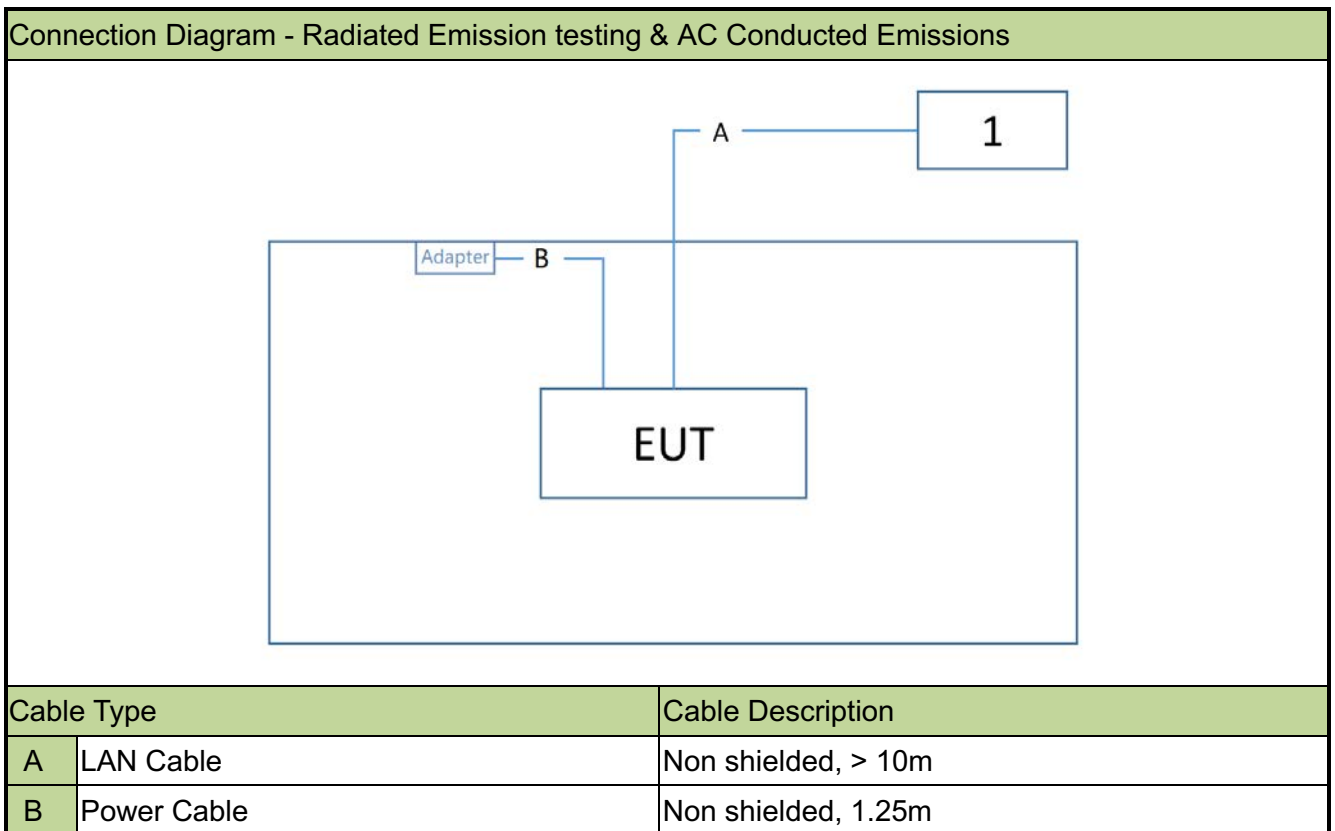 Connection Diagram - Radiated Emission testing & AC Conducted Emissions
A
1
Adapter
B
EUT
Cable Type Cable Description
A LAN Cable Non shielded, > 10m
B Power Cable Non shielded, 1.25m